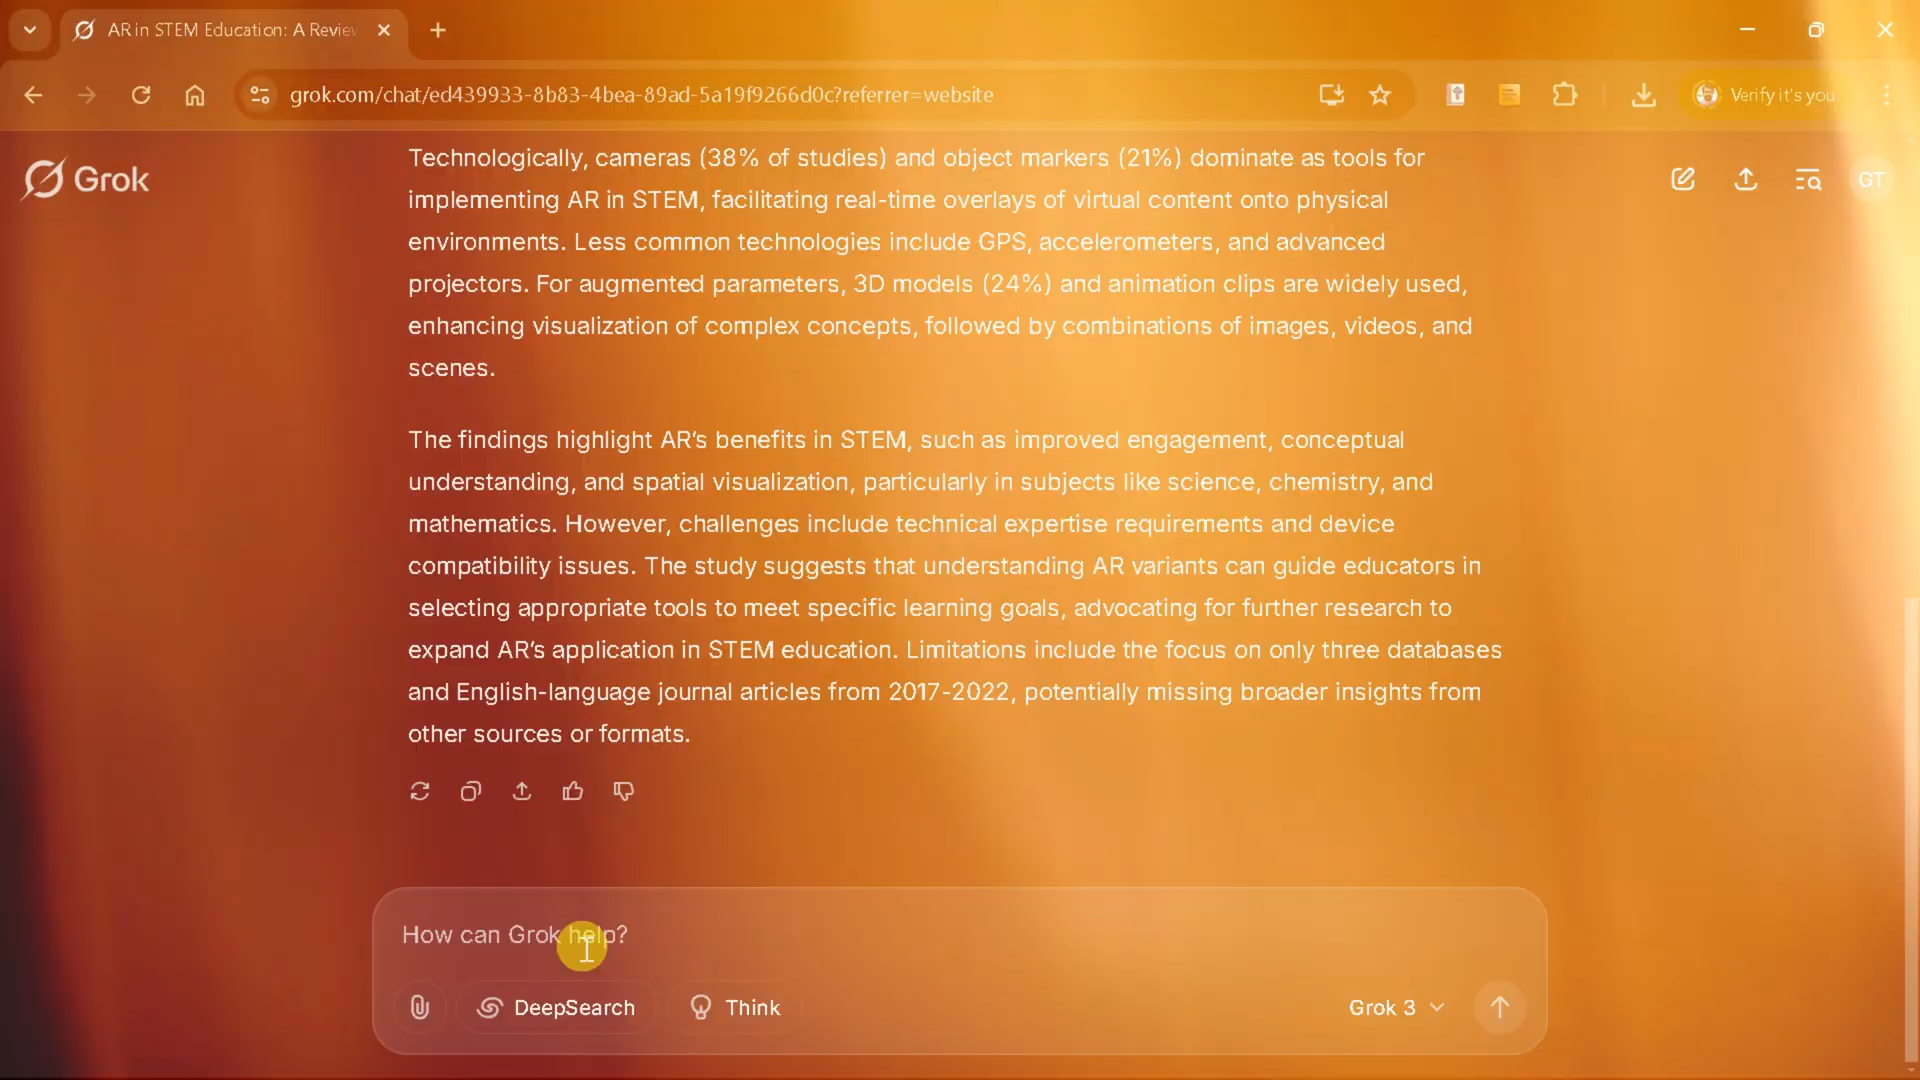 AR in STEM Education: A Review
grok.com/chat/ed439933-8b83-4bea-89ad-5a19f9266d0c?referrer=website
Verify it's you
Grok
GT
Technologically, cameras (38% of studies) and object markers (21%) dominate as tools for
implementing AR in STEM, facilitating real-time overlays of virtual content onto physical
environments. Less common technologies include GPS, accelerometers, and advanced
projectors. For augmented parameters, 3D models (24%) and animation clips are widely used,
enhancing visualization of complex concepts, followed by combinations of images, videos, and
scenes.
The findings highlight AR’s benefits in STEM, such as improved engagement, conceptual
understanding, and spatial visualization, particularly in subjects like science, chemistry, and
mathematics. However, challenges include technical expertise requirements and device
compatibility issues. The study suggests that understanding AR variants can guide educators in
selecting appropriate tools to meet specific learning goals, advocating for further research to
expand AR’s application in STEM education. Limitations include the focus on only three databases
and English-language journal articles from 2017-2022, potentially missing broader insights from
other sources or formats.
How can Grok help?
DeepSearch
Think
Grok 3